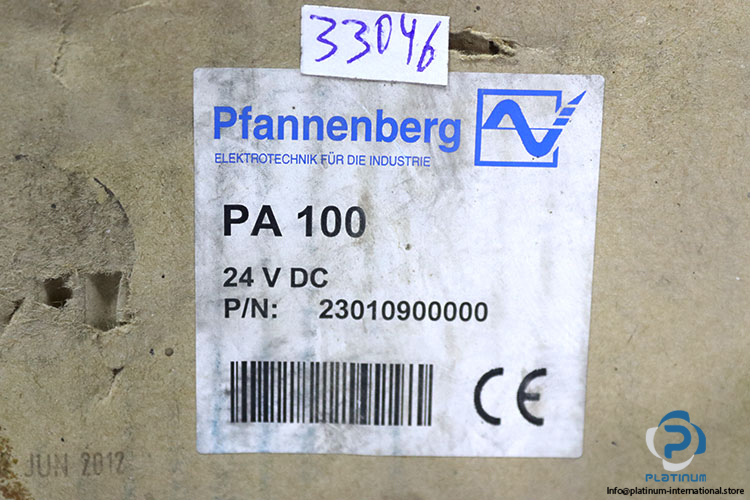 33046
Pfannenberg
ELEKTROTECHNIK FÜR DIE INDUSTRIE
PA 100
24 V DC
P/N: 23010900000
CE
JUN 2012
PLATINUM
Info@platinum-international.store